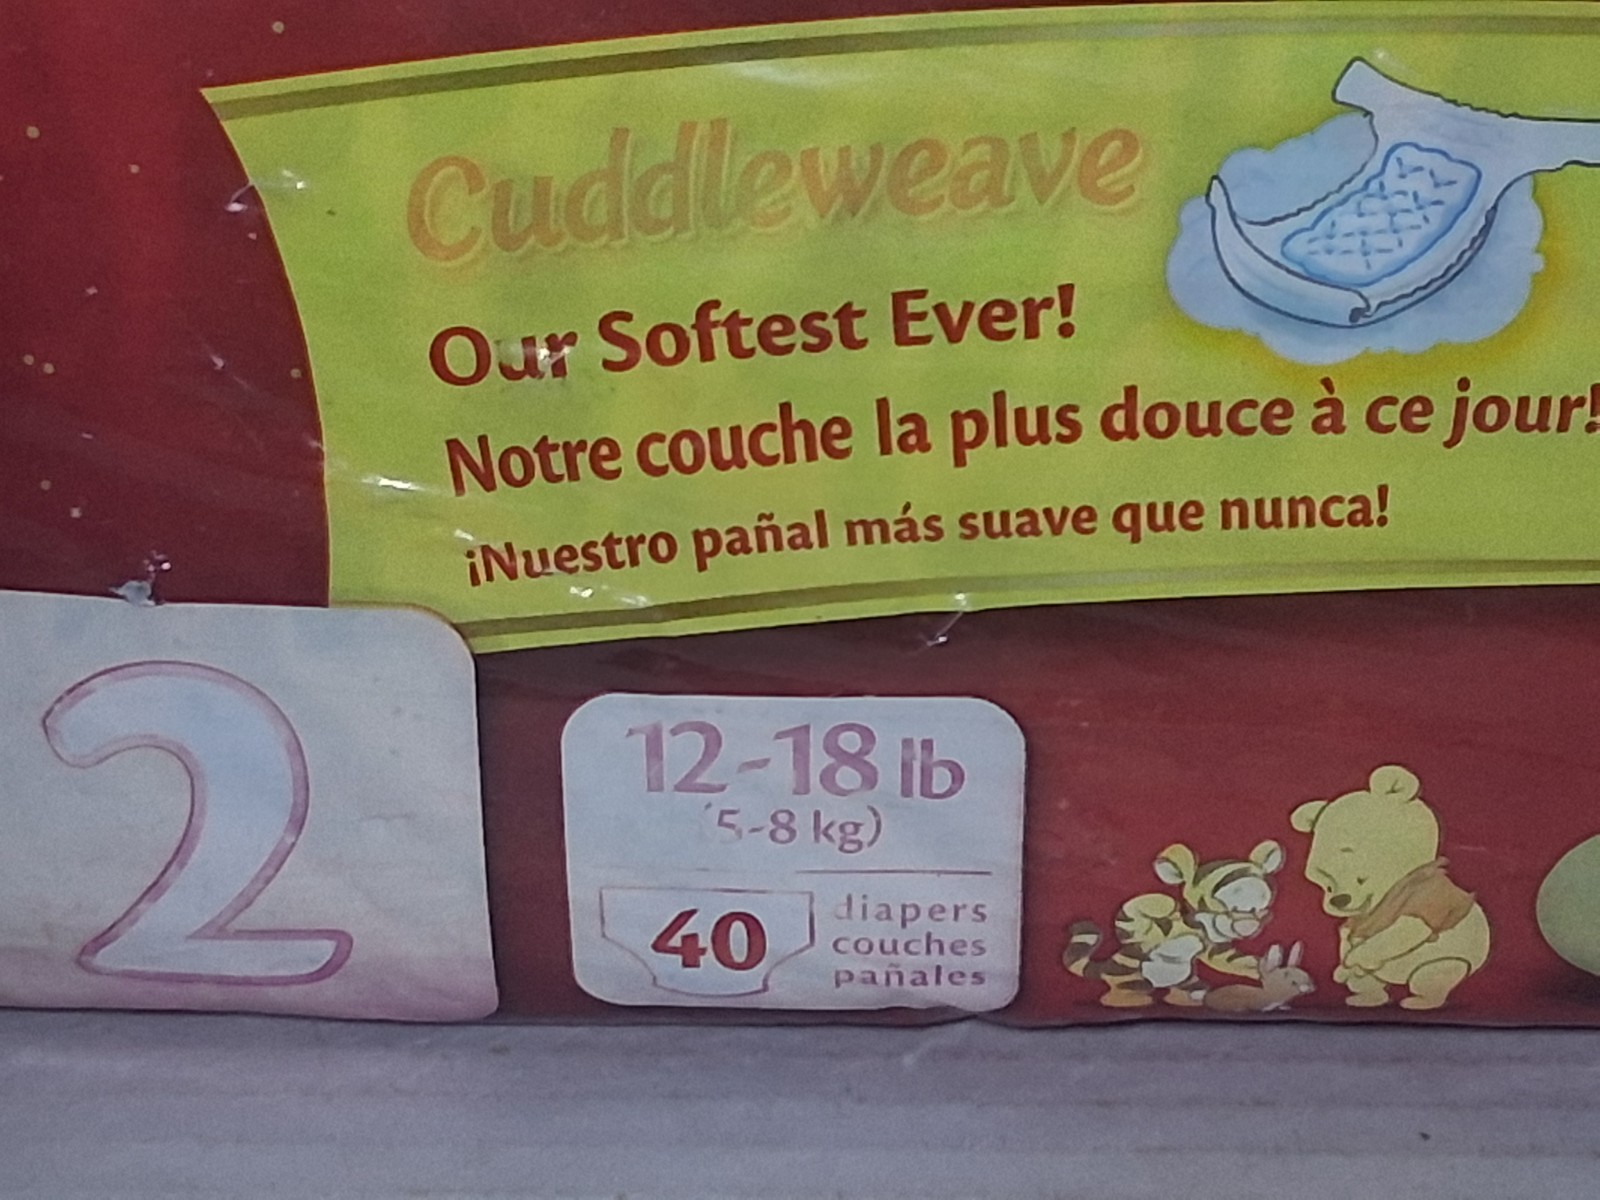 Cuddleweave
Our Softest Ever!
Notre couche la plus douce à ce jour!
¡Nuestro pañal más suave que nunca!
2
12-18 lb
(5-8 kg)
40
diapers
couches
pañales